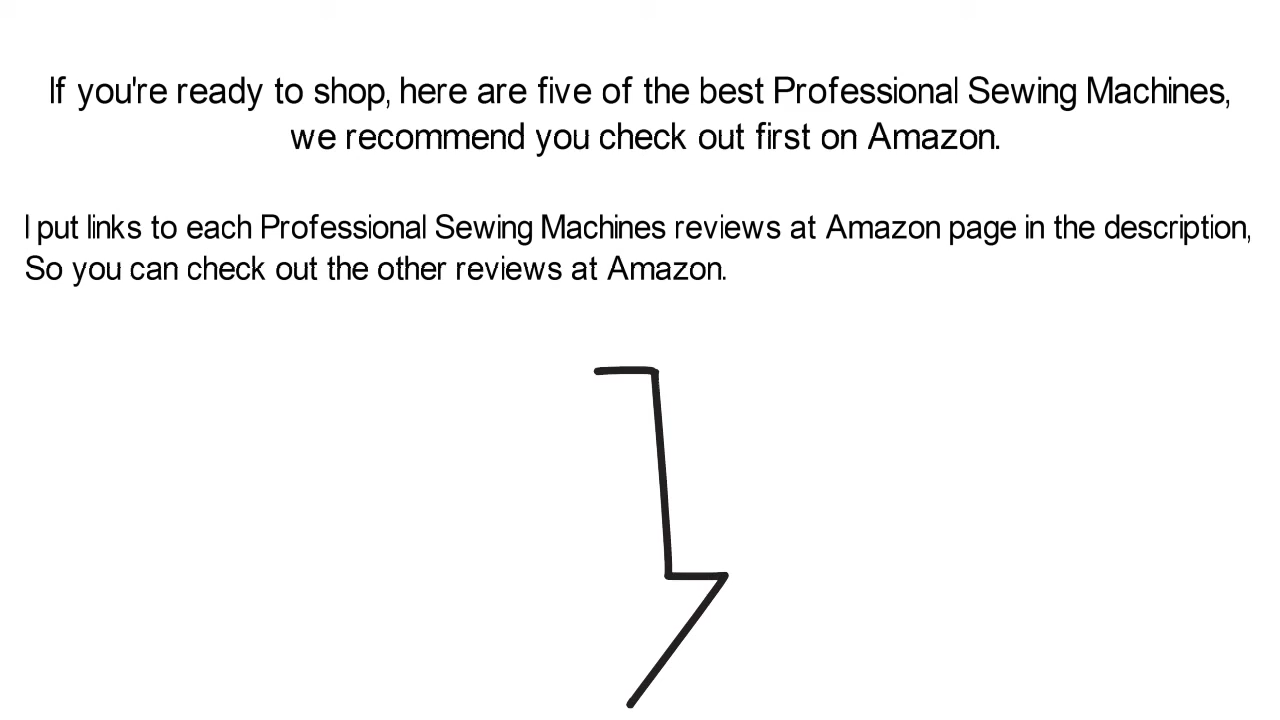 If you're ready to shop, here are five of the best Professional Sewing Machines,
we recommend you check out first on Amazon.
I put links to each Professional Sewing Machines reviews at Amazon page in the description,
So you can check out the other reviews at Amazon.